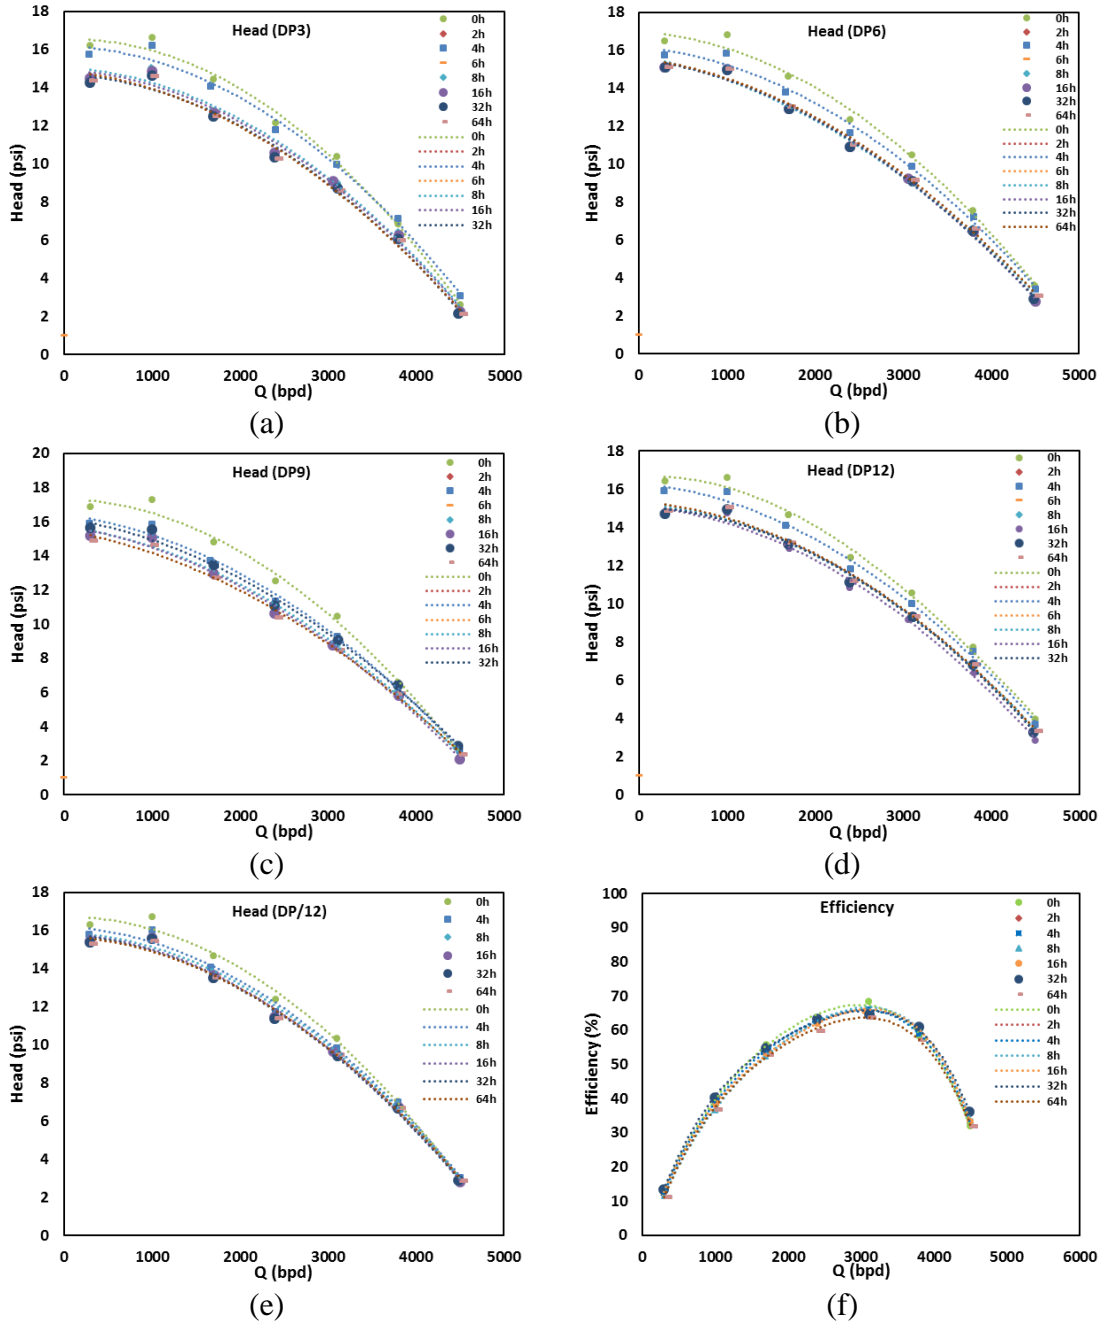 Head (DP3)
18
16
14
12
10
8
6
4
2
0
0 1000 2000 3000 4000 5000
Head (psi)
Q (bpd)
0h
2h
4h
6h
8h
16h
32h
64h
0h
2h
4h
6h
8h
16h
32h
(a)
Head (DP6)
18
16
14
12
10
8
6
4
2
0
0 1000 2000 3000 4000 5000
Head (psi)
Q (bpd)
0h
2h
4h
6h
8h
16h
32h
64h
0h
2h
4h
6h
8h
16h
32h
64h
(b)
Head (DP9)
20
18
16
14
12
10
8
6
4
2
0
0 1000 2000 3000 4000 5000
Head (psi)
Q (bpd)
0h
2h
4h
6h
8h
16h
32h
64h
0h
2h
4h
6h
8h
16h
32h
(c)
Head (DP12)
18
16
14
12
10
8
6
4
2
0
0 1000 2000 3000 4000 5000
Head (psi)
Q (bpd)
0h
2h
4h
6h
8h
16h
32h
64h
0h
2h
4h
6h
8h
16h
32h
(d)
Head (DP/12)
18
16
14
12
10
8
6
4
2
0
0 1000 2000 3000 4000 5000
Head (psi)
Q (bpd)
0h
4h
8h
16h
32h
64h
0h
4h
8h
16h
32h
64h
(e)
Efficiency
100
90
80
70
60
50
40
30
20
10
0
0 1000 2000 3000 4000 5000 6000
Efficiency (%)
Q (bpd)
0h
2h
4h
8h
16h
32h
64h
0h
2h
4h
8h
16h
32h
64h
(f)